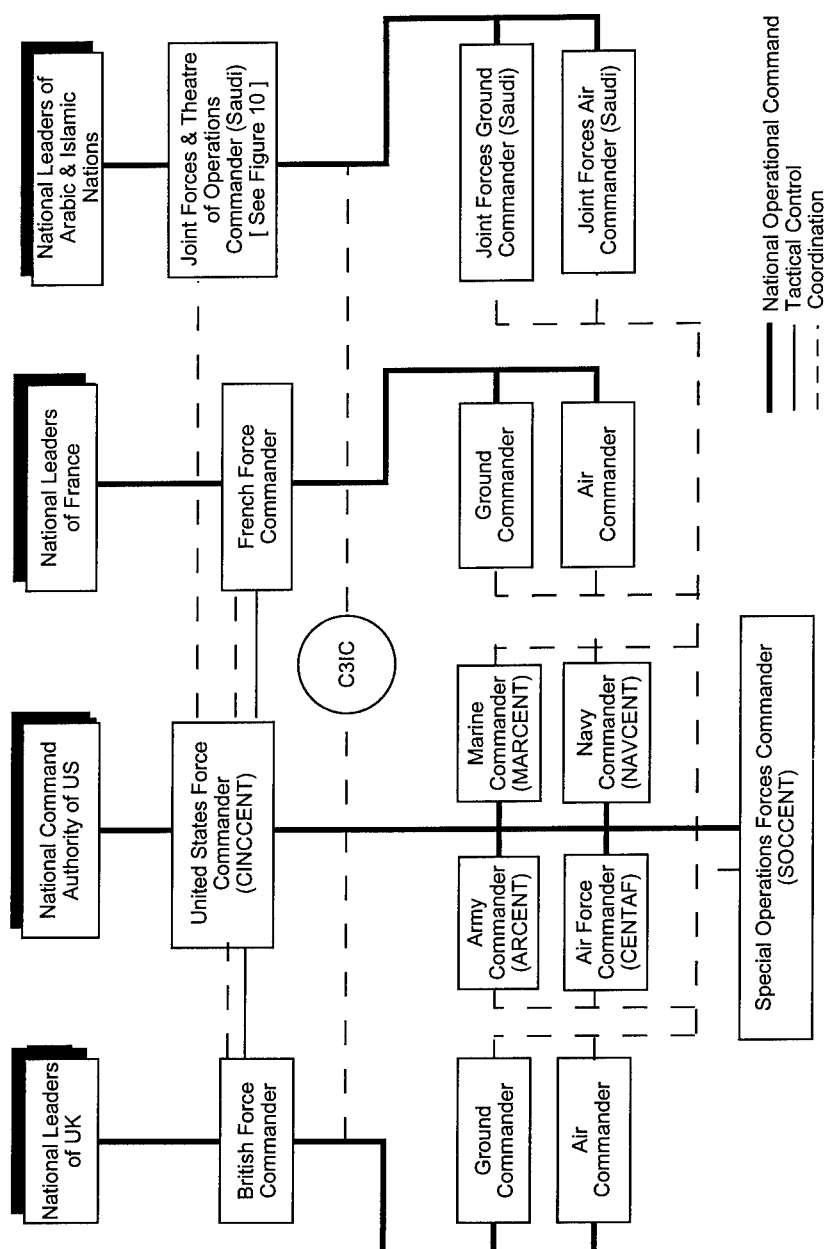 National Leaders
of UK
National Command
Authority of US
National Leaders
of France
National Leaders of
Arabic & Islamic
Nations
British Force
Commander
United States Force
Commander
(CINCCENT)
French Force
Commander
Joint Forces & Theatre
of Operations
Commander (Saudi)
[ See Figure 10 ]
C3IC
Ground
Commander
Army
Commander
(ARCENT)
Marine
Commander
(MARCENT)
Ground
Commander
Joint Forces Ground
Commander (Saudi)
Air
Commander
Air Force
Commander
(CENTAF)
Navy
Commander
(NAVCENT)
Air
Commander
Joint Forces Air
Commander (Saudi)
Special Operations Forces Commander
(SOCCENT)
National Operational Command
Tactical Control
Coordination